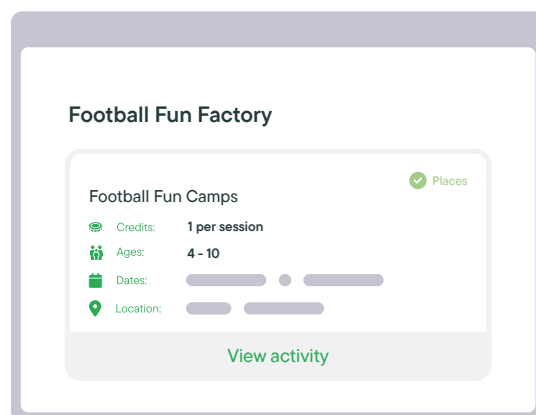 Football Fun Factory
Places
Football Fun Camps
Credits: 1 per session
Ages: 4 - 10
Dates:
Location:
View activity